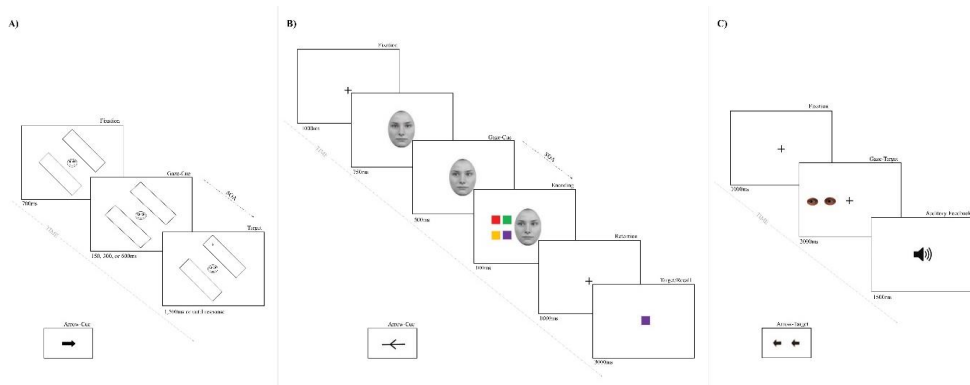 A)
Fixation
700ms
Gaze-Cue
SOA
150, 300, or 600ms
Target
1,500ms or until response
TIME
Arrow-Cue
B)
Fixation
1000ms
750ms
Gaze-Cue
SOA
500ms
Encoding
100ms
Retention
1000ms
Target/Recall
3000ms
TIME
Arrow-Cue
C)
Fixation
1000ms
Gaze-Target
2000ms
Auditory Feedback
1500ms
TIME
Arrow-Target